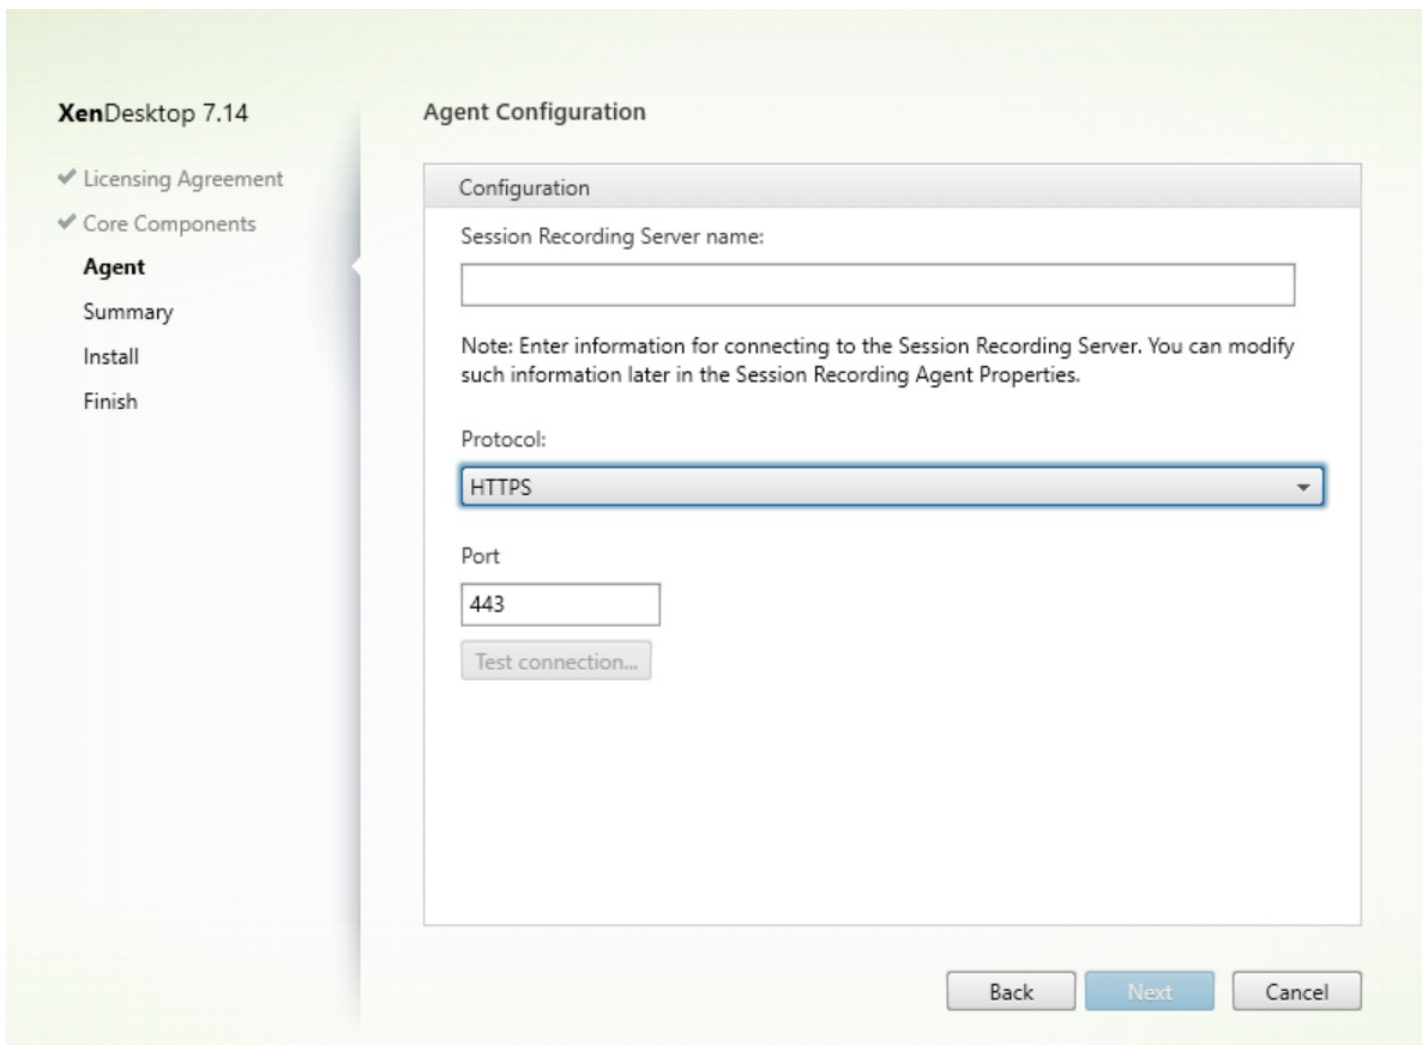 XenDesktop 7.14
Licensing Agreement
Core Components
Agent
Summary
Install
Finish
Agent Configuration
Configuration
Session Recording Server name:
Note: Enter information for connecting to the Session Recording Server. You can modify
such information later in the Session Recording Agent Properties.
Protocol:
HTTPS
Port
443
Test connection...
Back
Next
Cancel